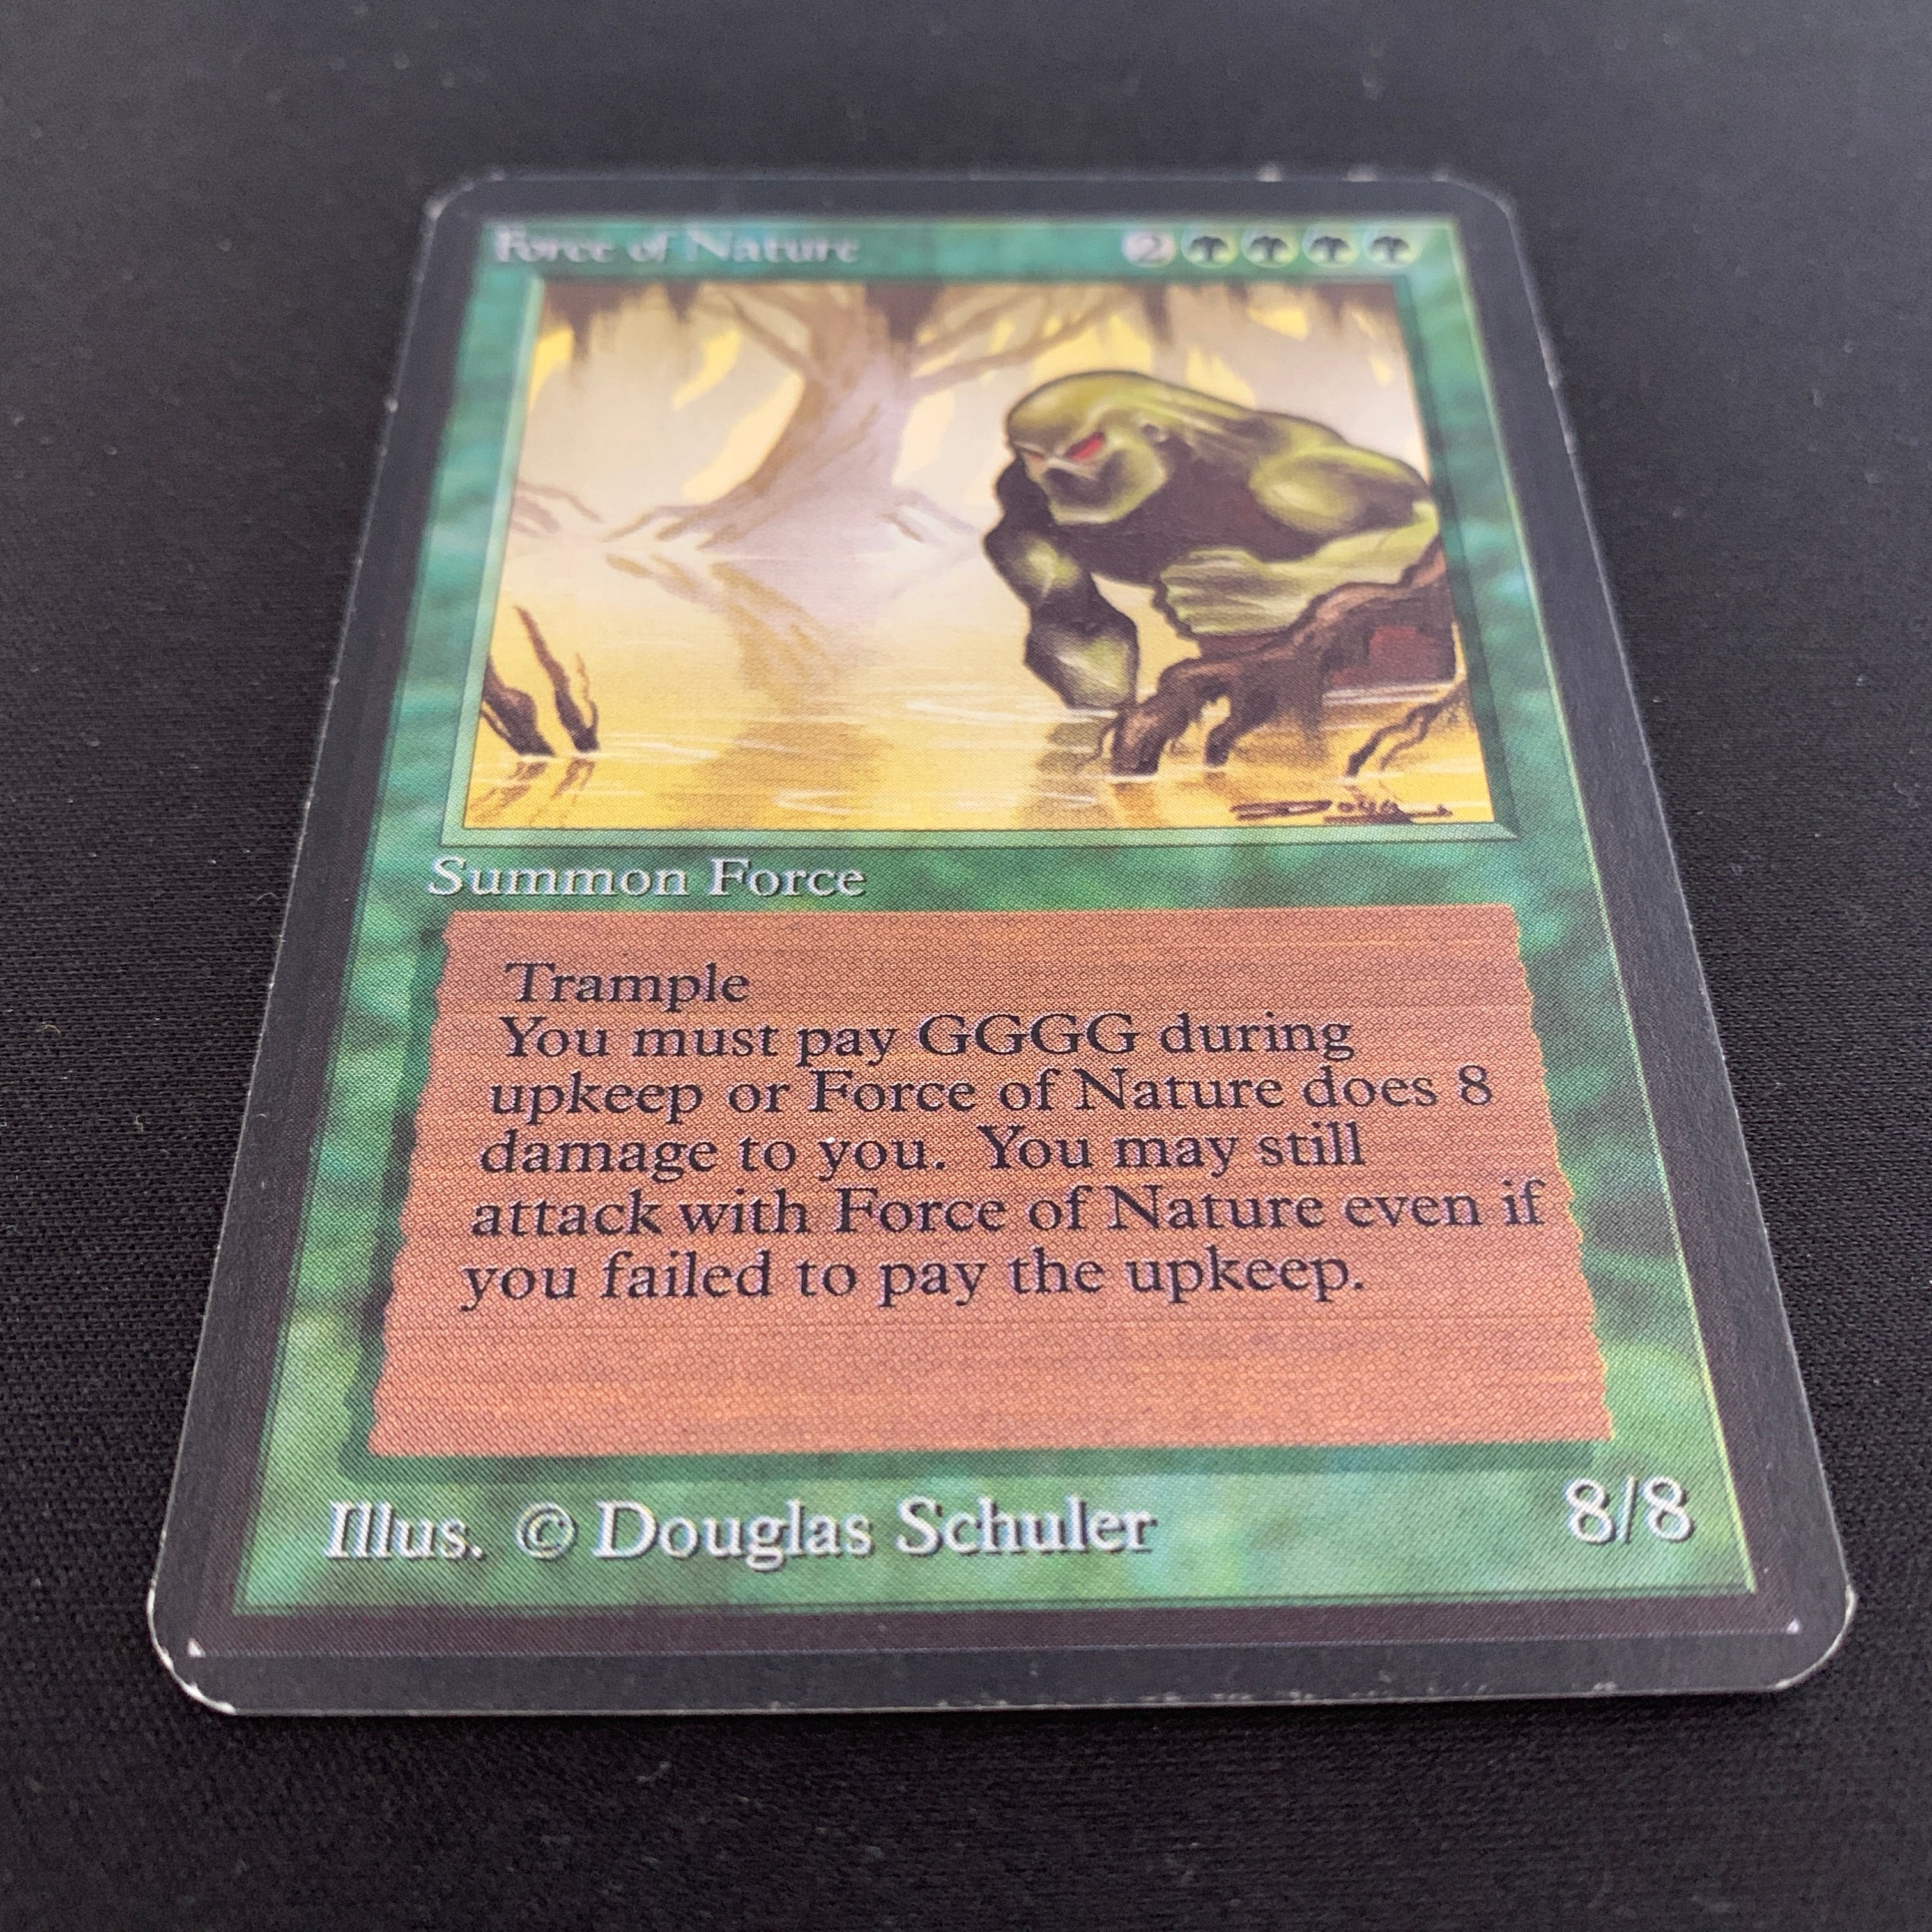 Force of Nature 2
Summon Force
Trample
You must pay GGGG during
upkeep or Force of Nature does 8
damage to you. You may still
attack with Force of Nature even if
you failed to pay the upkeep.
Illus. © Douglas Schuler
8/8